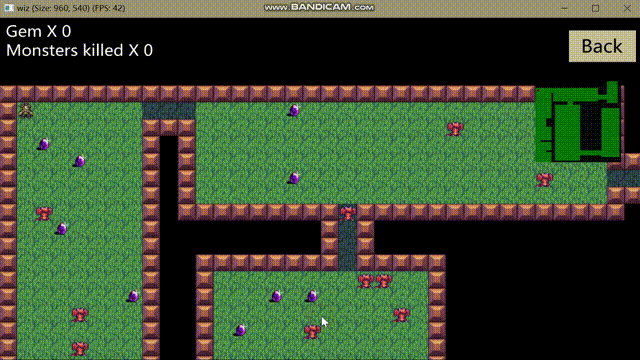 wiz (Size: 960, 540) (FPS: 42)
www.BANDICAM.com
Gem X 0
Monsters killed X 0
Back